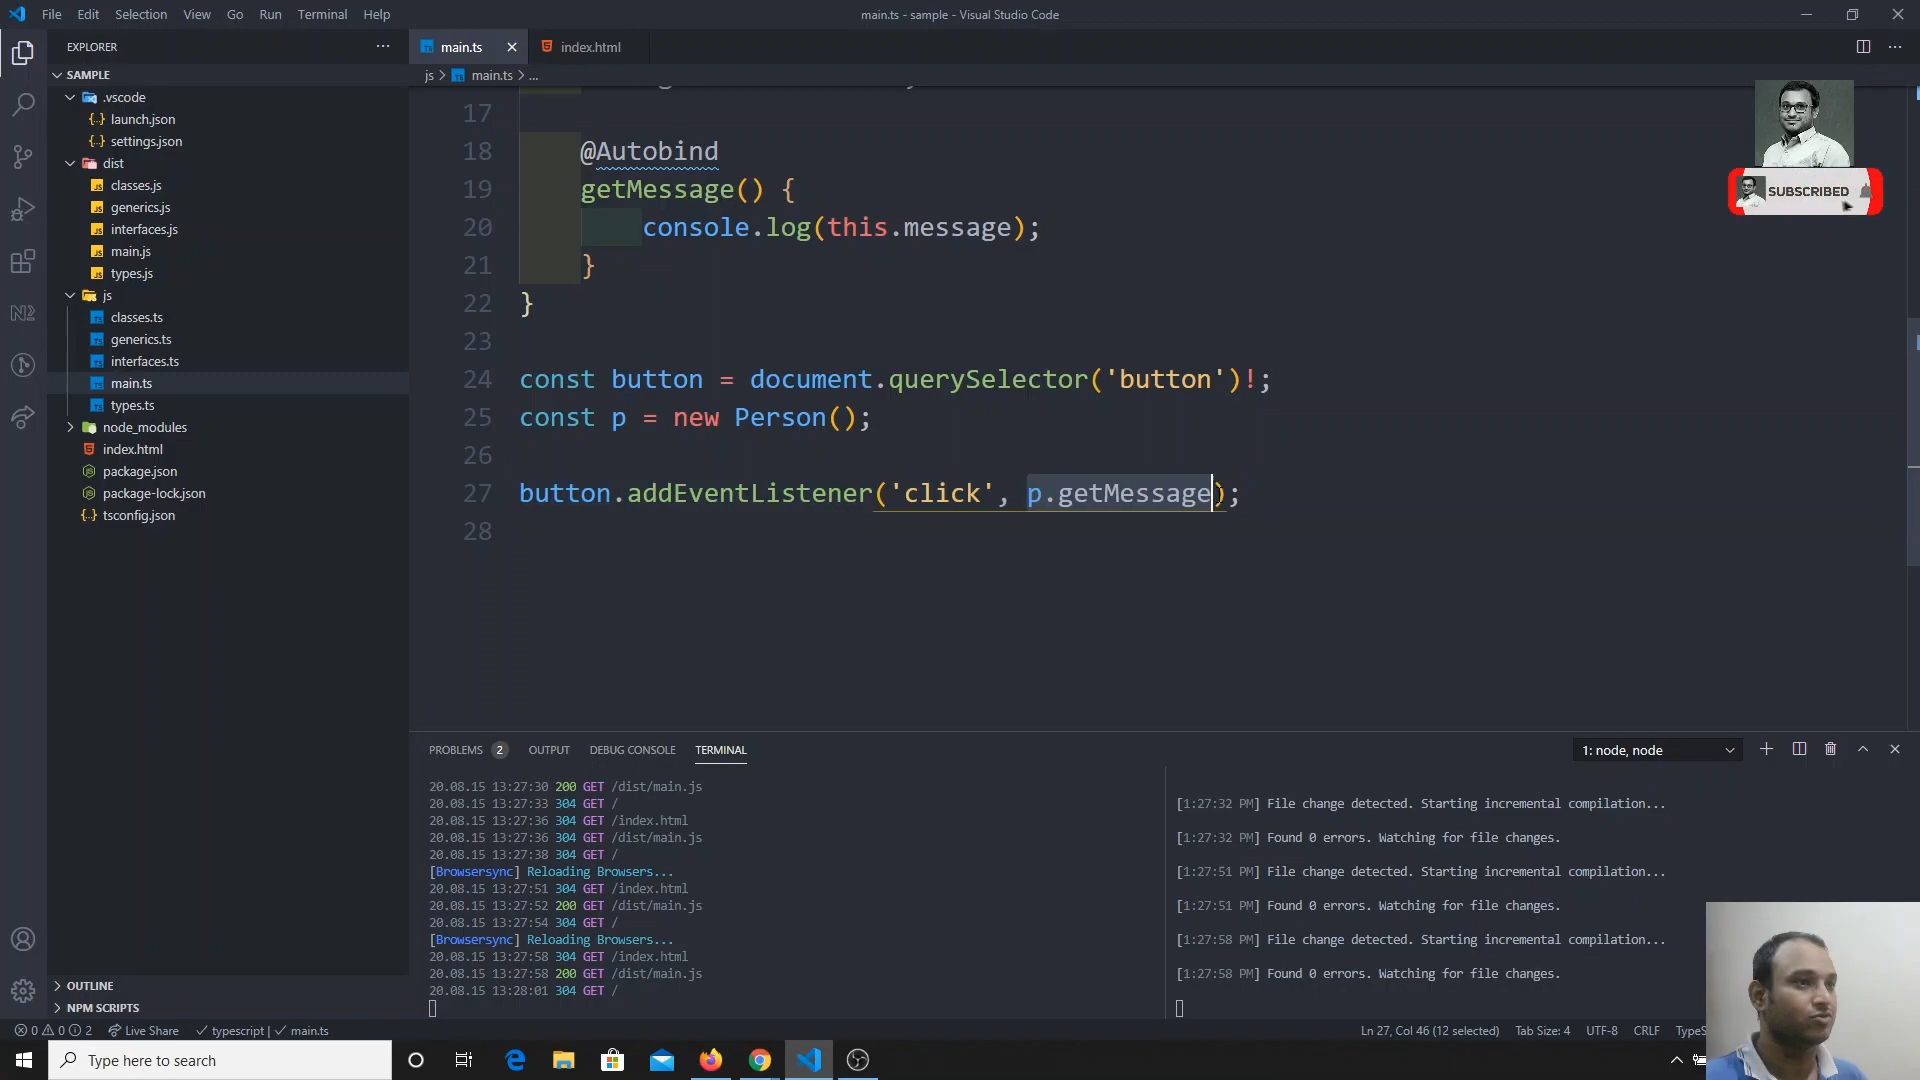 File Edit Selection View Go Run Terminal Help
main.ts - sample - Visual Studio Code
EXPLORER
main.ts
index.html
SAMPLE
js > main.ts > ...
.vscode
launch.json
settings.json
dist
classes.js
generics.js
interfaces.js
main.js
types.js
js
classes.ts
generics.ts
interfaces.ts
main.ts
types.ts
node_modules
index.html
package.json
package-lock.json
tsconfig.json
OUTLINE
NPM SCRIPTS
17
18 @Autobind
19 getMessage() {
20 console.log(this.message);
21 }
22 }
23
24 const button = document.querySelector('button')!;
25 const p = new Person();
26
27 button.addEventListener('click', p.getMessage);
28
SUBSCRIBED
PROBLEMS 2 OUTPUT DEBUG CONSOLE TERMINAL
1: node, node
20.08.15 13:27:30 200 GET /dist/main.js
20.08.15 13:27:33 304 GET /
20.08.15 13:27:36 304 GET /index.html
20.08.15 13:27:36 304 GET /dist/main.js
20.08.15 13:27:38 304 GET /
[Browsersync] Reloading Browsers...
20.08.15 13:27:51 304 GET /index.html
20.08.15 13:27:52 200 GET /dist/main.js
20.08.15 13:27:54 304 GET /
[Browsersync] Reloading Browsers...
20.08.15 13:27:58 304 GET /index.html
20.08.15 13:27:58 200 GET /dist/main.js
20.08.15 13:28:01 304 GET /
[1:27:32 PM] File change detected. Starting incremental compilation...
[1:27:32 PM] Found 0 errors. Watching for file changes.
[1:27:51 PM] File change detected. Starting incremental compilation...
[1:27:51 PM] Found 0 errors. Watching for file changes.
[1:27:58 PM] File change detected. Starting incremental compilation...
[1:27:58 PM] Found 0 errors. Watching for file changes.
0 0 2 Live Share typescript | main.ts
Ln 27, Col 46 (12 selected) Tab Size: 4 UTF-8 CRLF TypeS
Type here to search